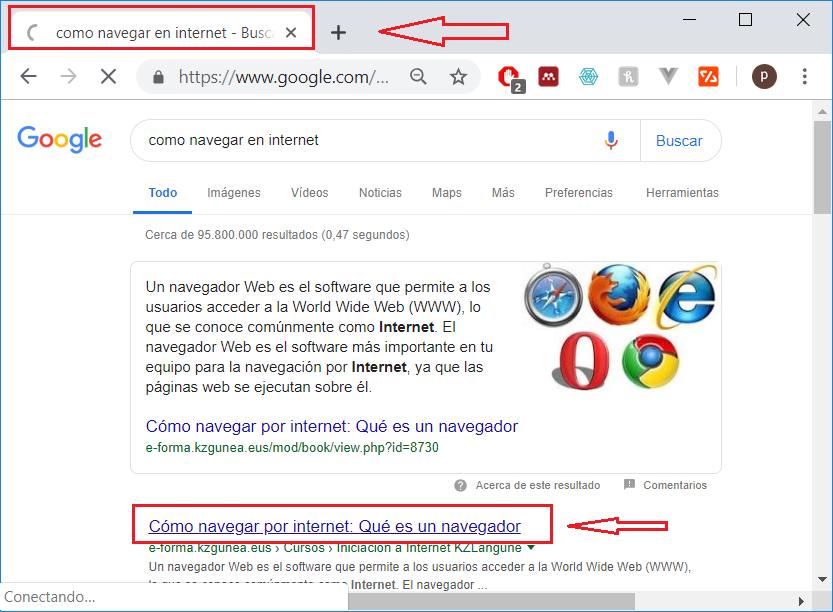 como navegar en internet - Busc
https://www.google.com/...
2
p
Google
como navegar en internet
Buscar
Todo Imágenes Vídeos Noticias Maps Más Preferencias Herramientas
Cerca de 95.800.000 resultados (0,47 segundos)
Un navegador Web es el software que permite a los
usuarios acceder a la World Wide Web (WWW), lo
que se conoce comúnmente como Internet. El
navegador Web es el software más importante en tu
equipo para la navegación por Internet, ya que las
páginas web se ejecutan sobre él.
Cómo navegar por internet: Qué es un navegador
e-forma.kzgunea.eus/mod/book/view.php?id=8730
Acerca de este resultado Comentarios
Cómo navegar por internet: Qué es un navegador
e-forma.kzgunea.eus › Cursos › Iniciación a Internet KZLangune
Un navegador Web es el software que permite a los usuarios acceder a la World Wide Web (WWW),
lo que se conoce comúnmente como Internet. El navegador ...
Conectando...